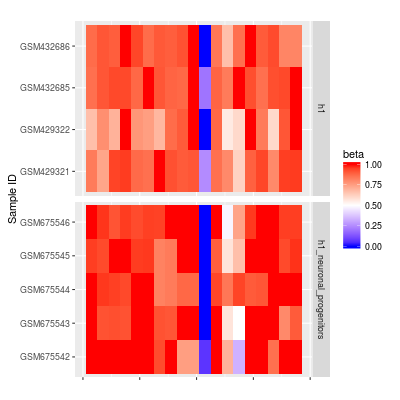 Sample ID
GSM432686
GSM432685
GSM429322
GSM429321
h1
GSM675546
GSM675545
GSM675544
GSM675543
GSM675542
h1_neuronal_progenitors
beta
1.00
0.75
0.50
0.25
0.00